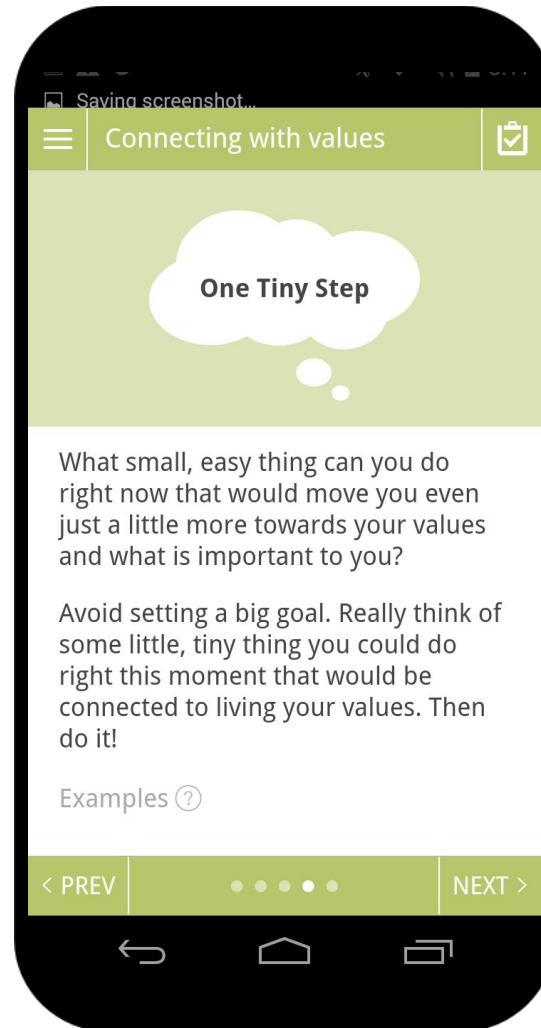 Saving screenshot...
Connecting with values
One Tiny Step
What small, easy thing can you do
right now that would move you even
just a little more towards your values
and what is important to you?
Avoid setting a big goal. Really think of
some little, tiny thing you could do
right this moment that would be
connected to living your values. Then
do it!
Examples ?
< PREV
NEXT >